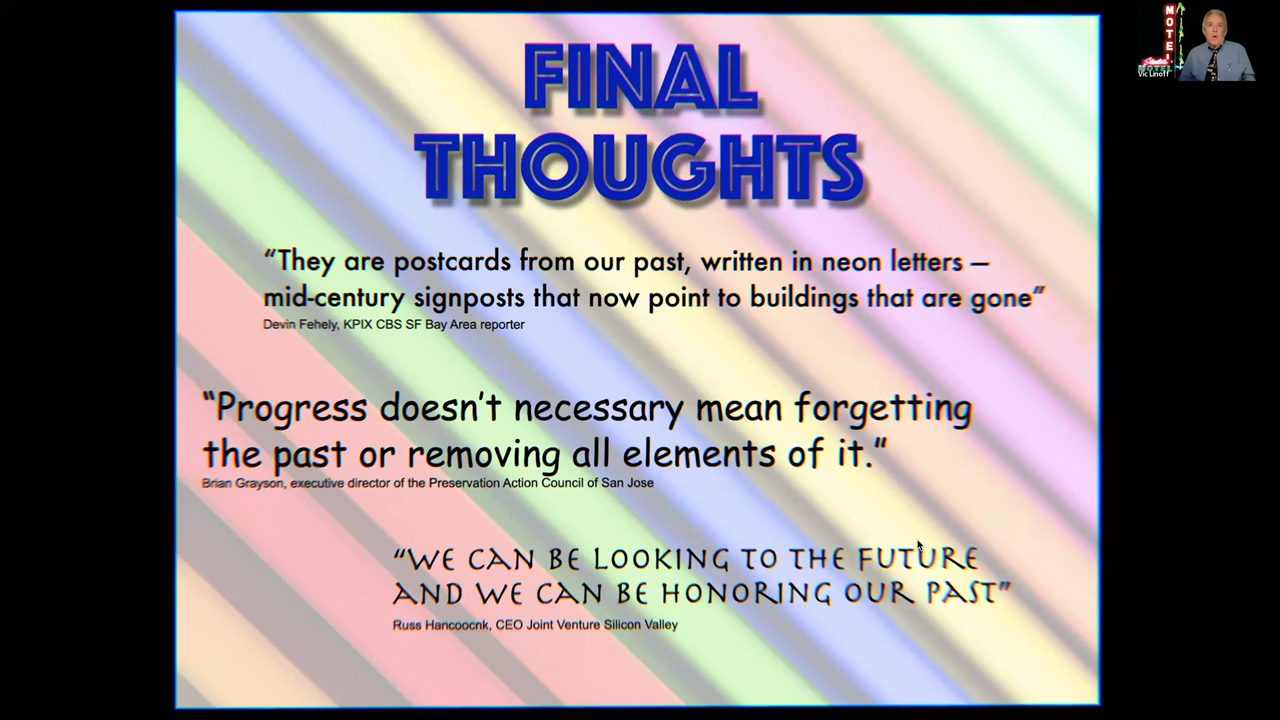 FINAL
THOUGHTS
“They are postcards from our past, written in neon letters –
mid-century signposts that now point to buildings that are gone”
Devin Fehely, KPIX CBS SF Bay Area reporter
“Progress doesn’t necessary mean forgetting
the past or removing all elements of it.”
Brian Grayson, executive director of the Preservation Action Council of San Jose
“WE CAN BE LOOKING TO THE FUTURE
AND WE CAN BE HONORING OUR PAST”
Russ Hancoocnk, CEO Joint Venture Silicon Valley
MOTEL
MOTEL
Vic Linoff